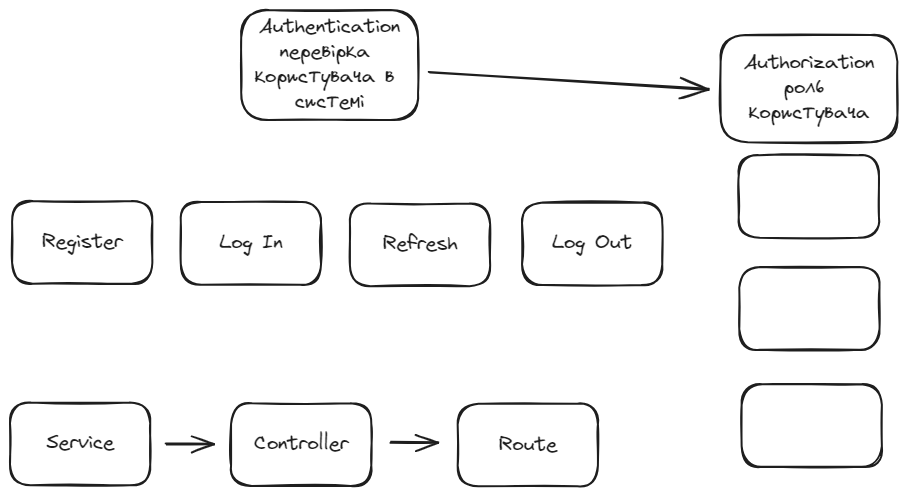 Authentication
перевірка
користувача в
системі
Authorization
роль
користувача
Register
Log In
Refresh
Log Out
Service
Controller
Route